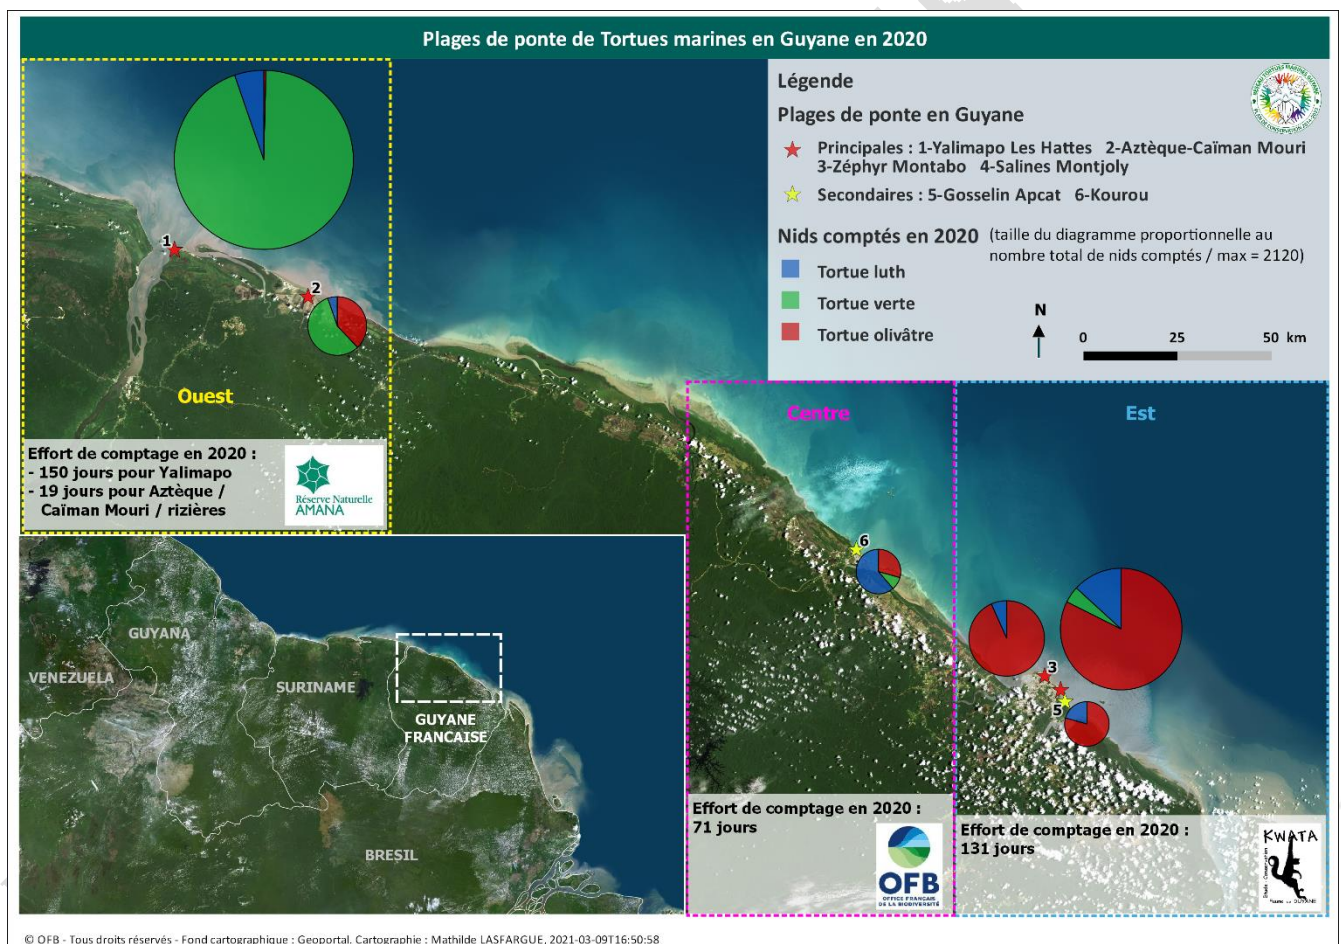 Plages de ponte de Tortues marines en Guyane en 2020
Légende
Plages de ponte en Guyane
Principales : 1-Yalimapo Les Hattes 2-Aztèque-Caïman Mouri
3-Zéphyr Montabo 4-Salines Montjoly
Secondaires : 5-Gosselin Apcat 6-Kourou
Nids comptés en 2020 (taille du diagramme proportionnelle au
nombre total de nids comptés / max = 2120)
Tortue luth
Tortue verte
Tortue olivâtre
N
0 25 50 km
1
2
Ouest
Effort de comptage en 2020 :
- 150 jours pour Yalimapo
- 19 jours pour Aztèque /
Caïman Mouri / rizières
Réserve Naturelle
AMANA
Centre
6
Effort de comptage en 2020 :
71 jours
OFB
OFFICE FRANÇAIS
DE LA BIODIVERSITÉ
Est
3
5
Effort de comptage en 2020 :
131 jours
KWATA
GUYANA
VENEZUELA
SURINAME
GUYANE
FRANCAISE
BRESIL
© OFB - Tous droits réservés - Fond cartographique : Geoportal. Cartographie : Mathilde LASFARGUE, 2021-03-09T16:50:58